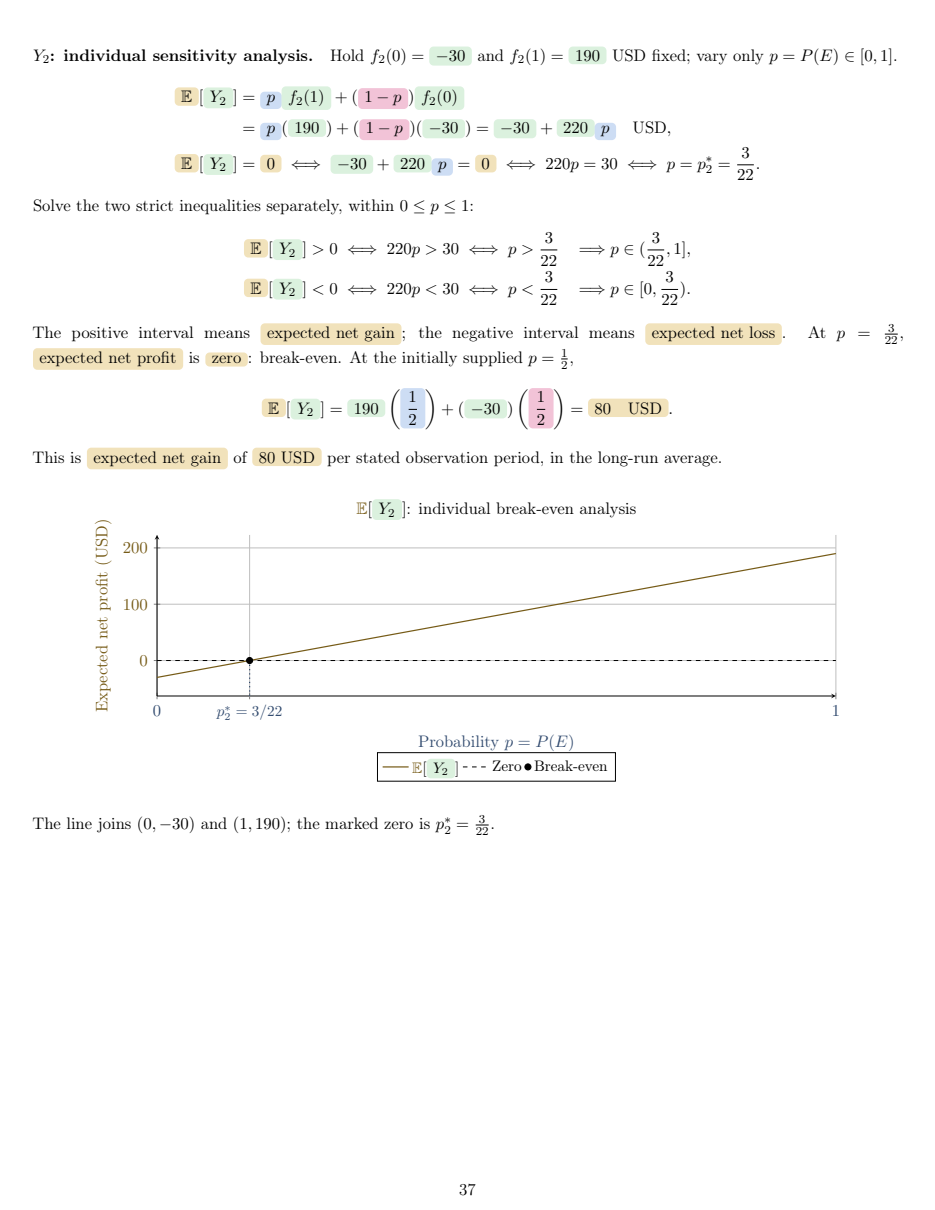 Y₂: individual sensitivity analysis. Hold f₂(0) = −30 and f₂(1) = 190 USD fixed; vary only p = P(E) ∈ [0, 1].
𝔼 [ Y₂ ] = p f₂(1) + ( 1 − p ) f₂(0)
= p ( 190 ) + ( 1 − p )( −30 ) = −30 + 220 p USD,
𝔼 [ Y₂ ] = 0 ⟺ −30 + 220 p = 0 ⟺ 220p = 30 ⟺ p = p₂* = 3/22.
Solve the two strict inequalities separately, within 0 ≤ p ≤ 1:
𝔼 [ Y₂ ] > 0 ⟺ 220p > 30 ⟺ p > 3/22 ⟹ p ∈ (3/22, 1],
𝔼 [ Y₂ ] < 0 ⟺ 220p < 30 ⟺ p < 3/22 ⟹ p ∈ [0, 3/22).
The positive interval means expected net gain ; the negative interval means expected net loss . At p = 3/22,
expected net profit is zero : break-even. At the initially supplied p = 1/2,
𝔼 [ Y₂ ] = 190 (1/2) + ( −30 ) (1/2) = 80 USD .
This is expected net gain of 80 USD per stated observation period, in the long-run average.
𝔼[ Y₂ ]: individual break-even analysis
Expected net profit (USD)
200
100
0
0 p₂* = 3/22 1
Probability p = P(E)
𝔼[ Y₂ ] Zero Break-even
The line joins (0, −30) and (1, 190); the marked zero is p₂* = 3/22.
37